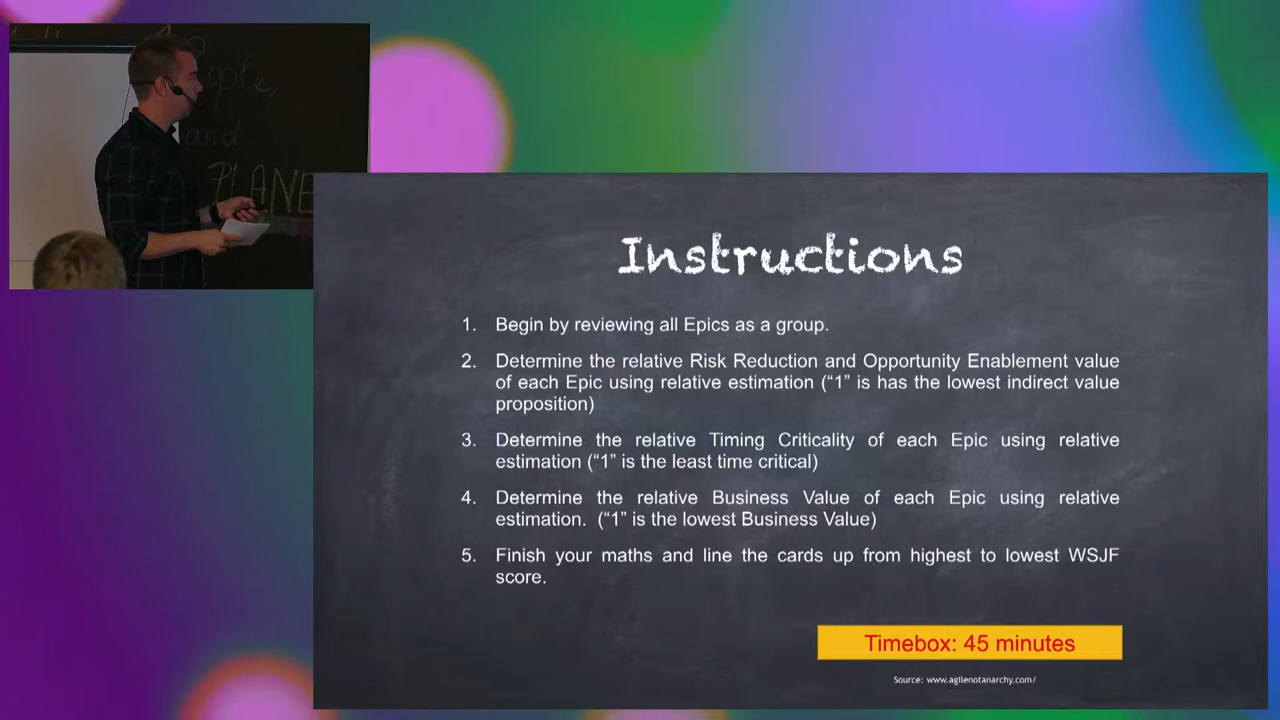 ople,
and
PLANE
Instructions
1. Begin by reviewing all Epics as a group.
2. Determine the relative Risk Reduction and Opportunity Enablement value
of each Epic using relative estimation (“1” is has the lowest indirect value
proposition)
3. Determine the relative Timing Criticality of each Epic using relative
estimation (“1” is the least time critical)
4. Determine the relative Business Value of each Epic using relative
estimation. (“1” is the lowest Business Value)
5. Finish your maths and line the cards up from highest to lowest WSJF
score.
Timebox: 45 minutes
Source: www.agilenotanarchy.com/